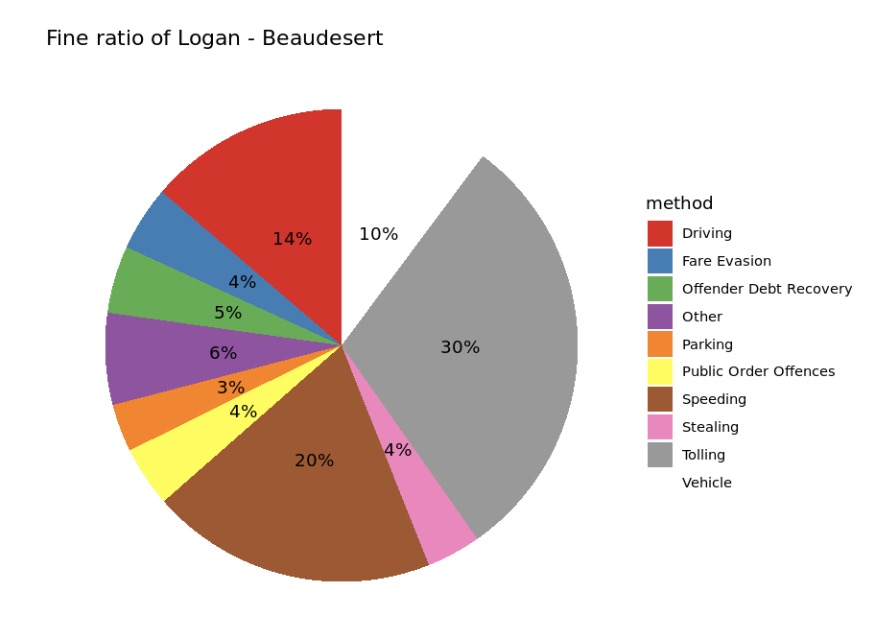 Fine ratio of Logan - Beaudesert
14%
10%
4%
5%
30%
6%
3%
4%
4%
20%
method
Driving
Fare Evasion
Offender Debt Recovery
Other
Parking
Public Order Offences
Speeding
Stealing
Tolling
Vehicle